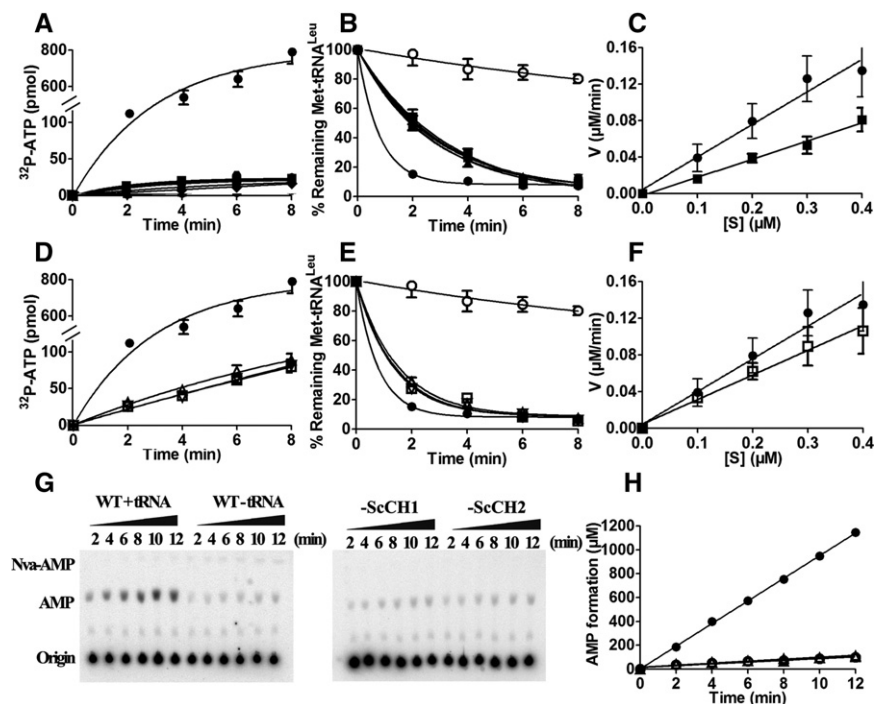 A
B
C
800
600
100
50
25
0
³²P-ATP (pmol)
0 2 4 6 8
Time (min)
100
80
60
40
20
0
% Remaining Met-tRNA^Leu
0 2 4 6 8
Time (min)
0.16
0.12
0.08
0.04
0.00
V (µM/min)
0.0 0.1 0.2 0.3 0.4
[S] (µM)
D
E
F
800
600
100
50
25
0
³²P-ATP (pmol)
0 2 4 6 8
Time (min)
100
80
60
40
20
0
% Remaining Met-tRNA^Leu
0 2 4 6 8
Time (min)
0.16
0.12
0.08
0.04
0.00
V (µM/min)
0.0 0.1 0.2 0.3 0.4
[S] (µM)
G
WT+tRNA WT-tRNA
2 4 6 8 10 12 2 4 6 8 10 12 (min)
-ScCH1 -ScCH2
2 4 6 8 10 12 2 4 6 8 10 12
Nva-AMP
AMP
Origin
H
1200
1000
800
600
400
200
0
AMP formation (µM)
0 2 4 6 8 10 12
Time (min)